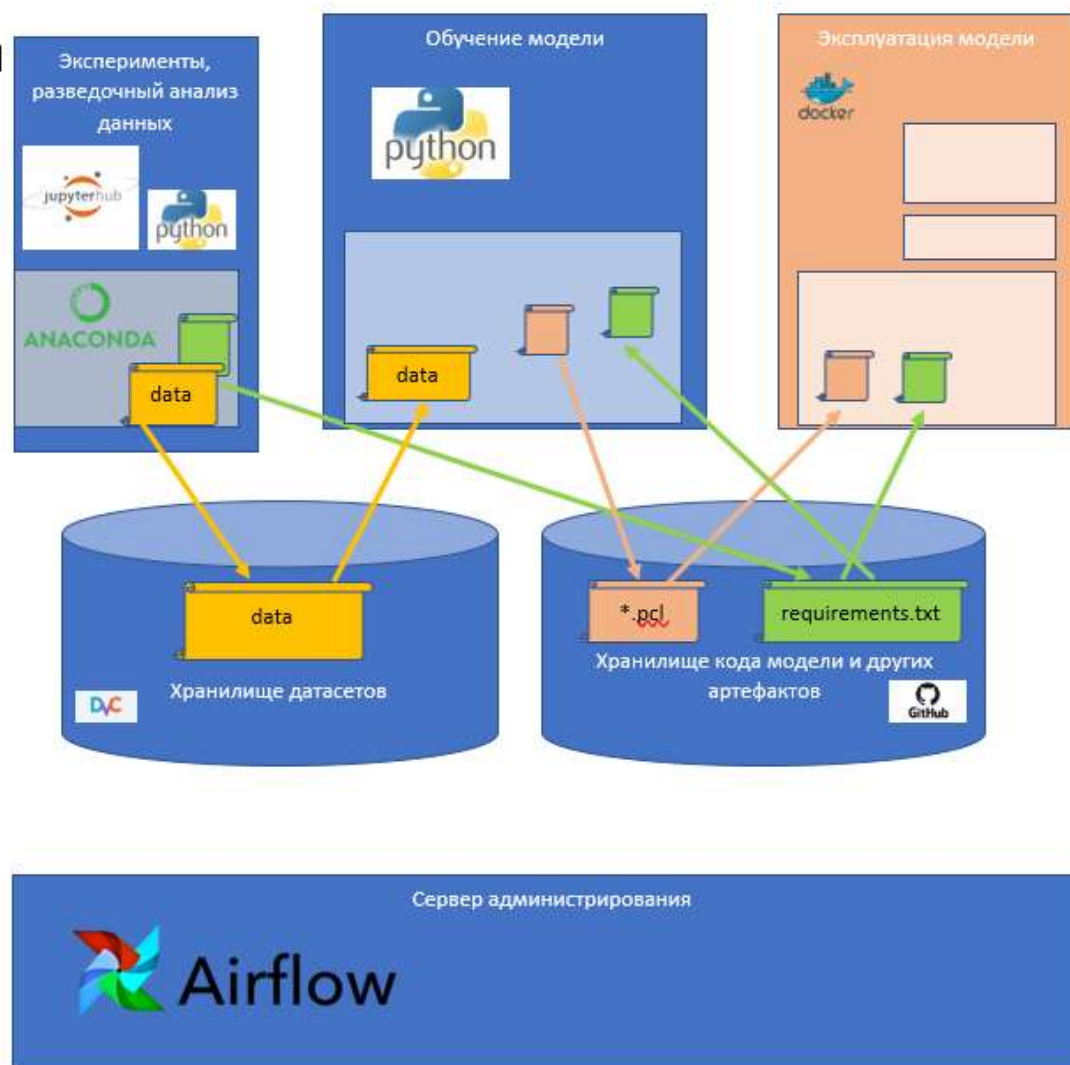 Эксперименты,
разведочный анализ
данных
jupyterhub
python
ANACONDA
data
Обучение модели
python
data
Эксплуатация модели
docker
data
Хранилище датасетов
DVC
*.pcl
requirements.txt
Хранилище кода модели и других
артефактов
GitHub
Сервер администрирования
Airflow